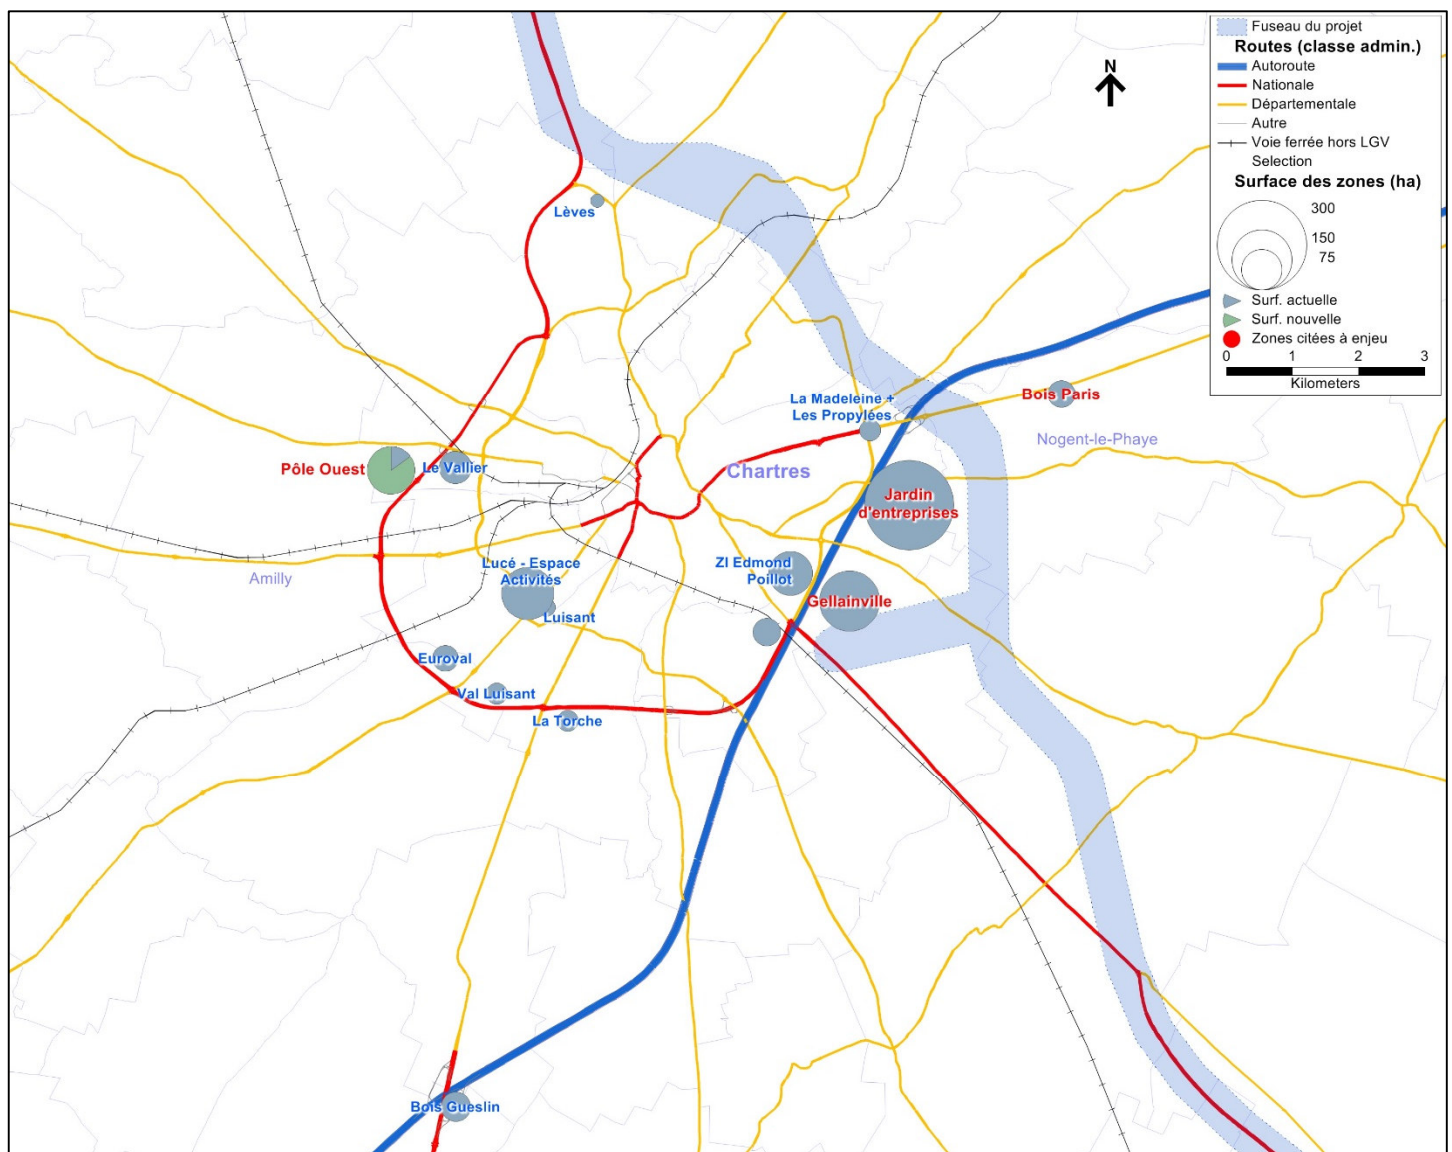 Fuseau du projet
Routes (classe admin.)
Autoroute
Nationale
Départementale
Autre
Voie ferrée hors LGV
Selection
Surface des zones (ha)
300
150
75
Surf. actuelle
Surf. nouvelle
Zones citées à enjeu
0 1 2 3
Kilometers
N
Lèves
La Madeleine +
Les Propylées
Bois Paris
Nogent-le-Phaye
Pôle Ouest
Le Vallier
Chartres
Jardin
d'entreprises
Amilly
Lucé - Espace
Activités
Luisant
ZI Edmond
Poillot
Gellainville
Euroval
Val Luisant
La Torche
Bois Gueslin